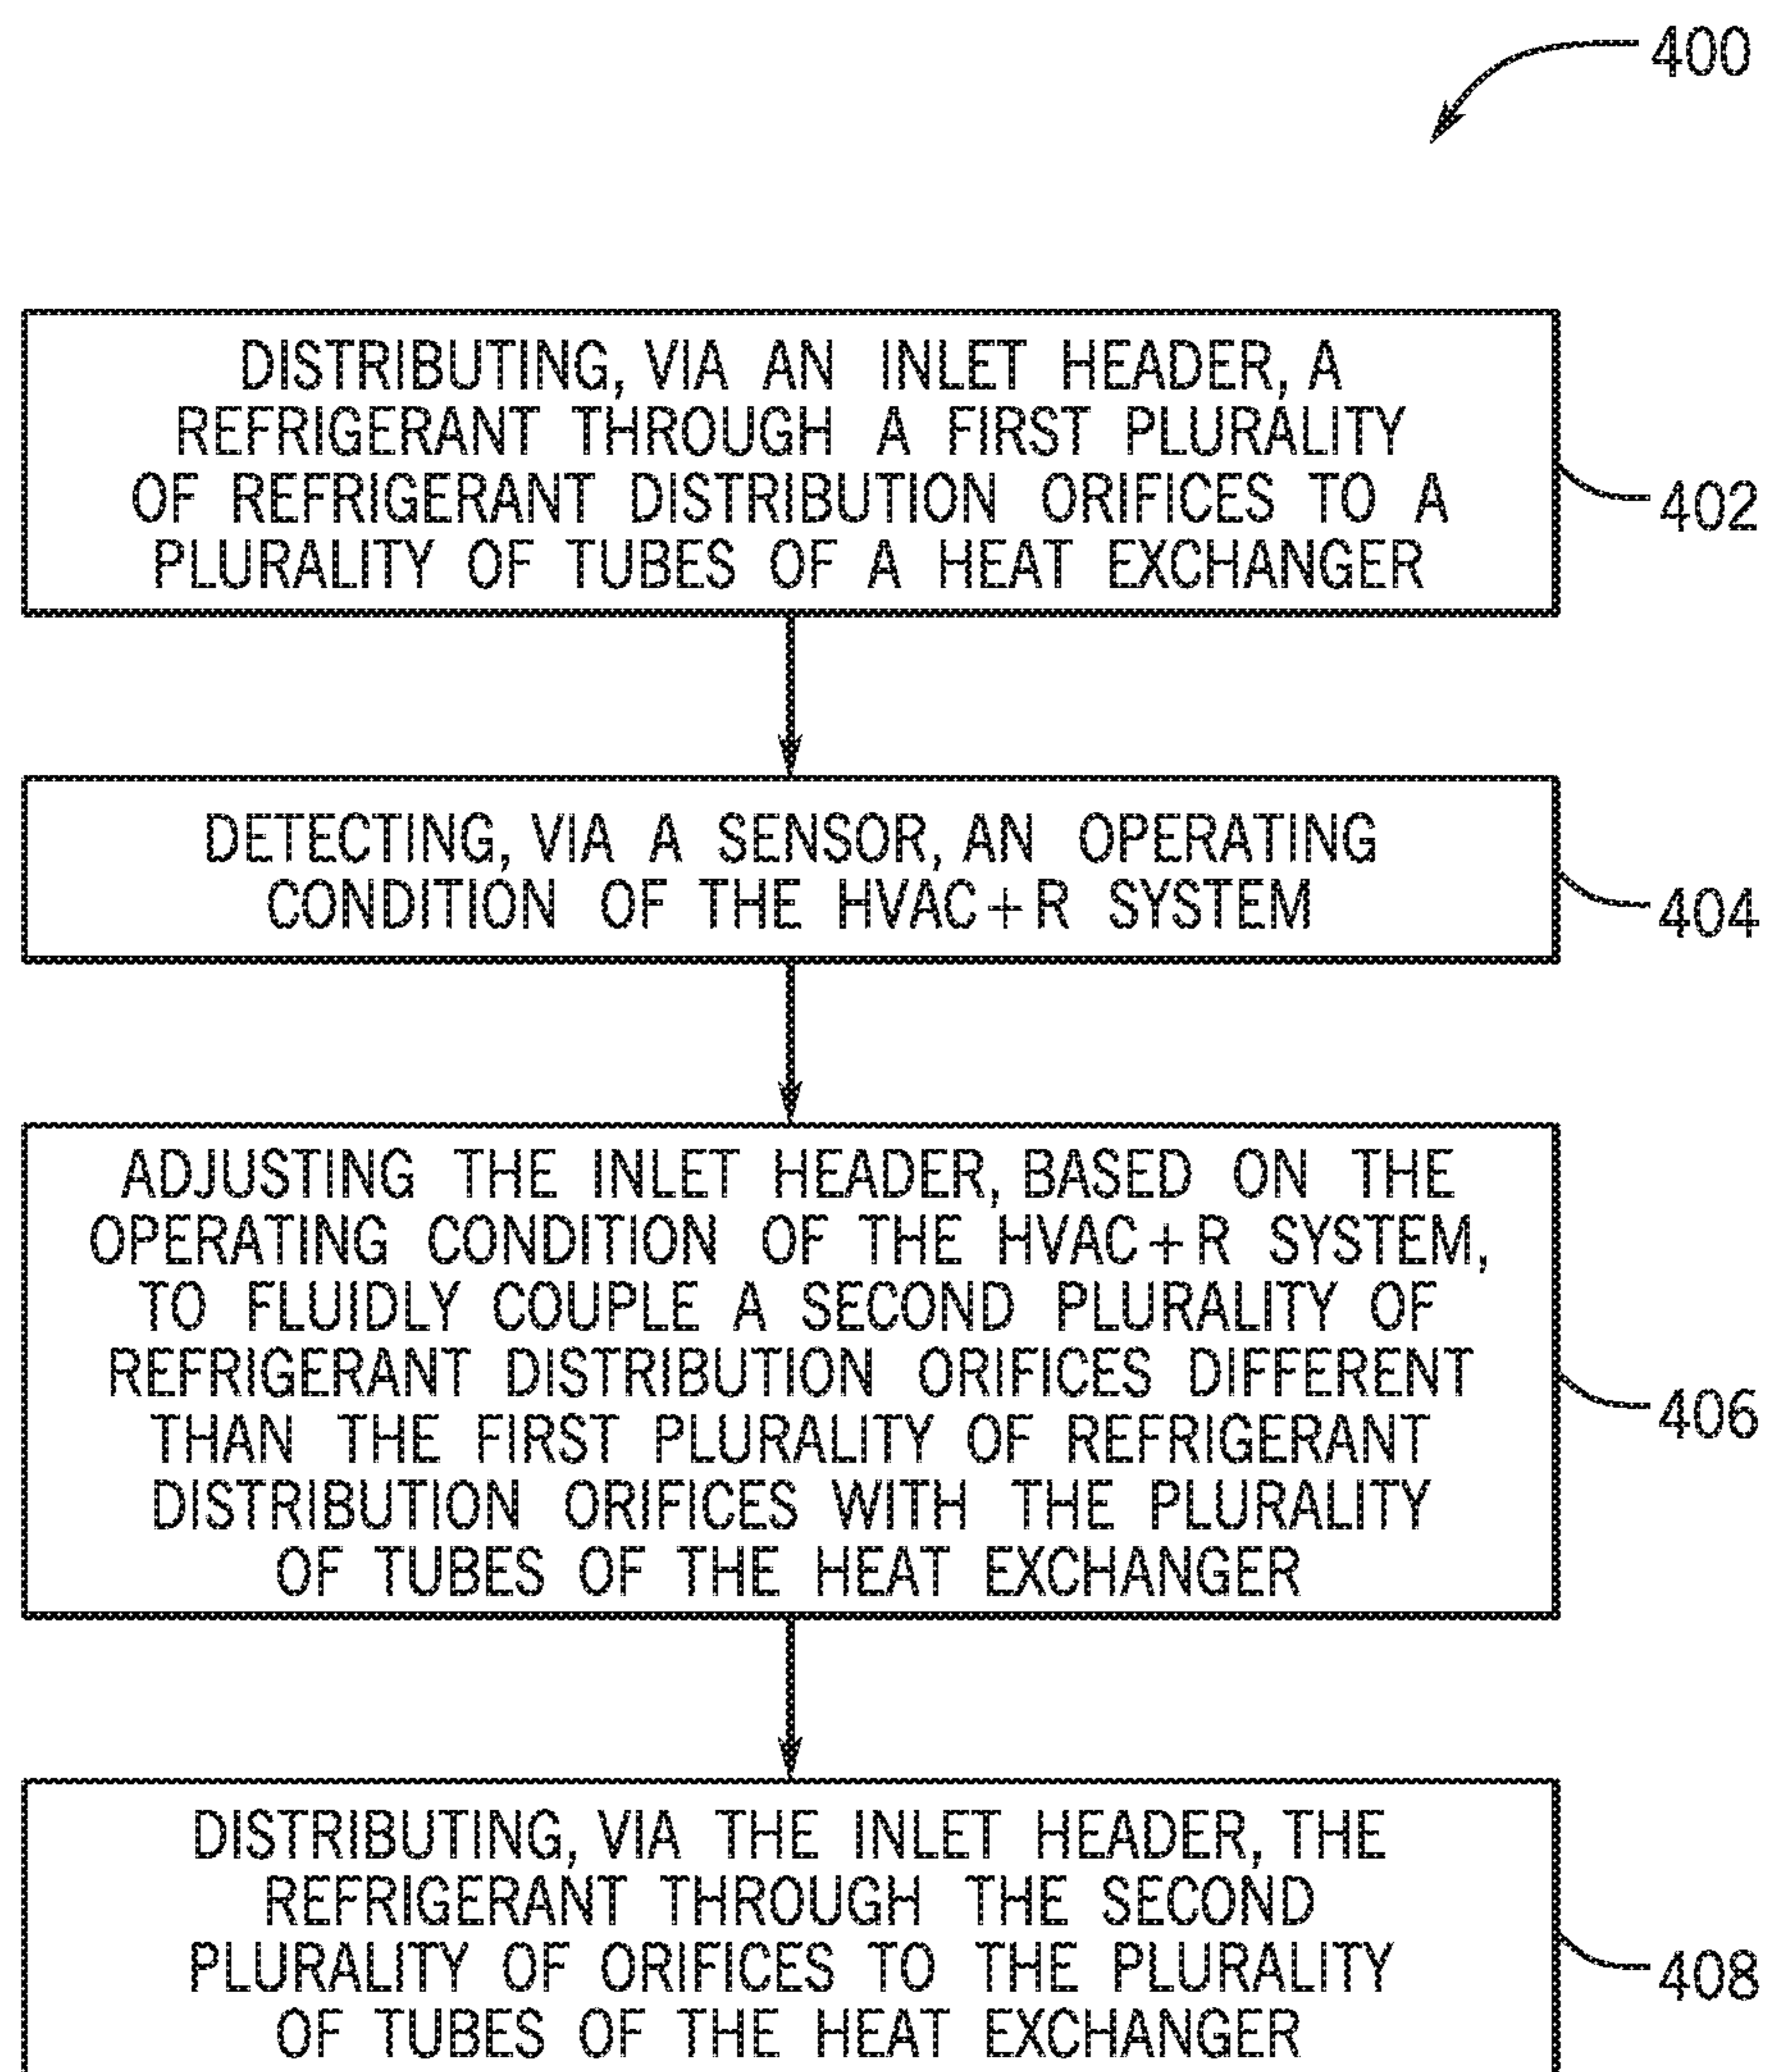 400
DISTRIBUTING, VIA AN INLET HEADER, A
REFRIGERANT THROUGH A FIRST PLURALITY
OF REFRIGERANT DISTRIBUTION ORIFICES TO A
PLURALITY OF TUBES OF A HEAT EXCHANGER
402
DETECTING, VIA A SENSOR, AN OPERATING
CONDITION OF THE HVAC+R SYSTEM
404
ADJUSTING THE INLET HEADER, BASED ON THE
OPERATING CONDITION OF THE HVAC+R SYSTEM,
TO FLUIDLY COUPLE A SECOND PLURALITY OF
REFRIGERANT DISTRIBUTION ORIFICES DIFFERENT
THAN THE FIRST PLURALITY OF REFRIGERANT
DISTRIBUTION ORIFICES WITH THE PLURALITY
OF TUBES OF THE HEAT EXCHANGER
406
DISTRIBUTING, VIA THE INLET HEADER, THE
REFRIGERANT THROUGH THE SECOND
PLURALITY OF ORIFICES TO THE PLURALITY
OF TUBES OF THE HEAT EXCHANGER
408